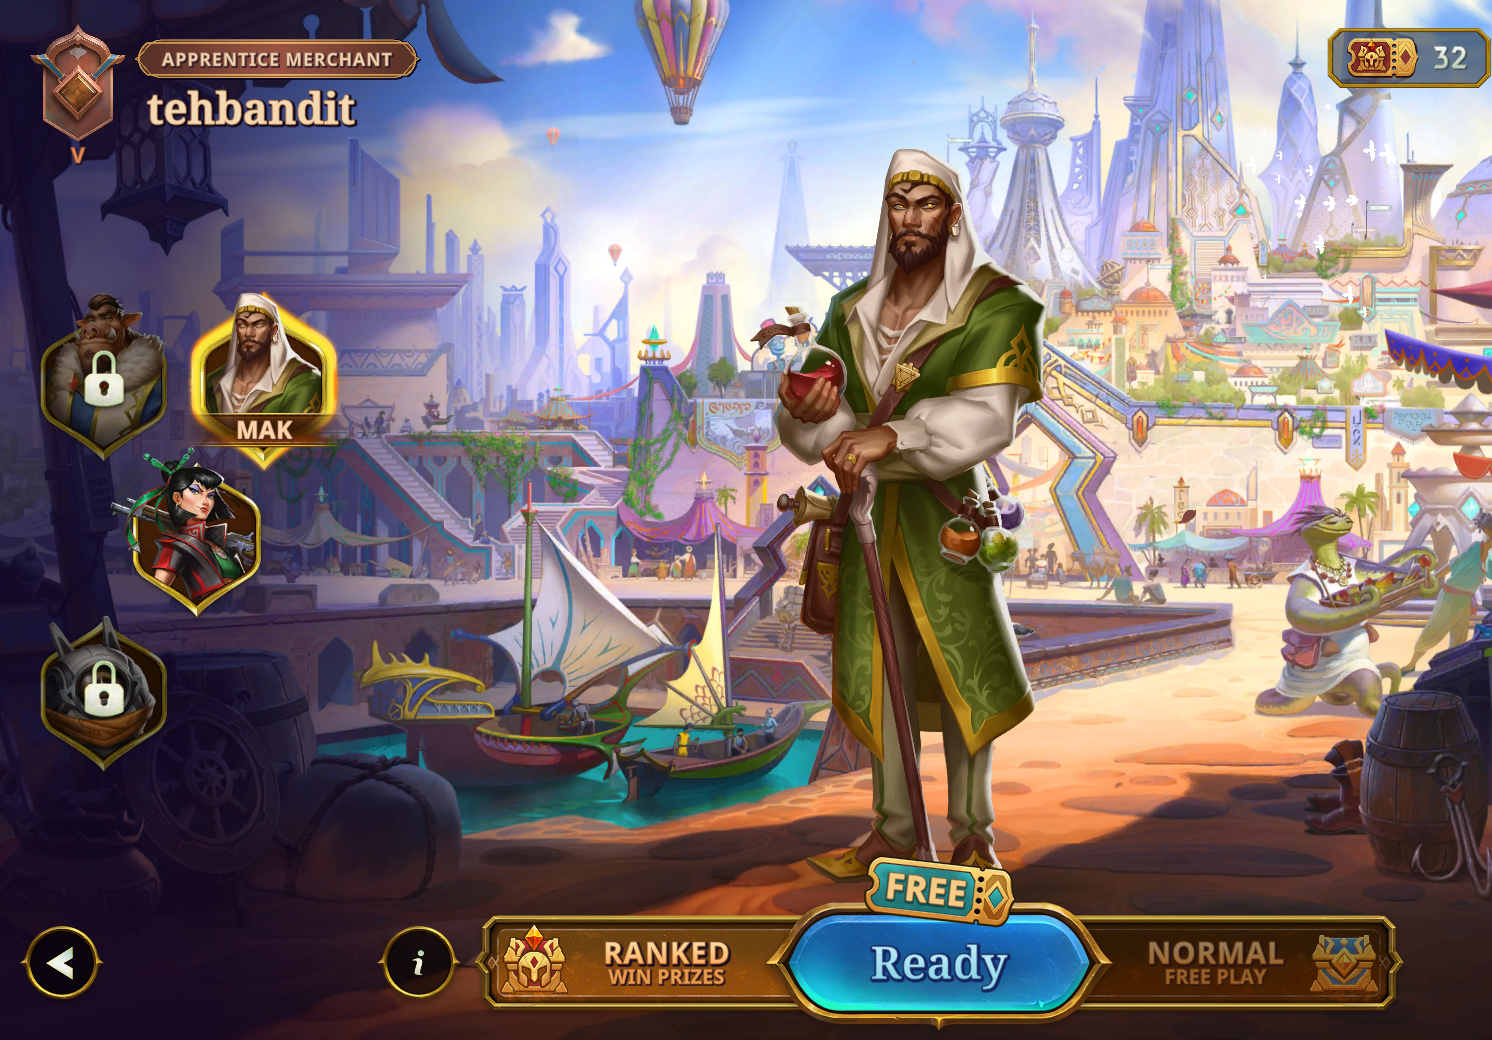 APPRENTICE MERCHANT
tehbandit
V
32
MAK
FREE
RANKED
WIN PRIZES
Ready
NORMAL
FREE PLAY
i